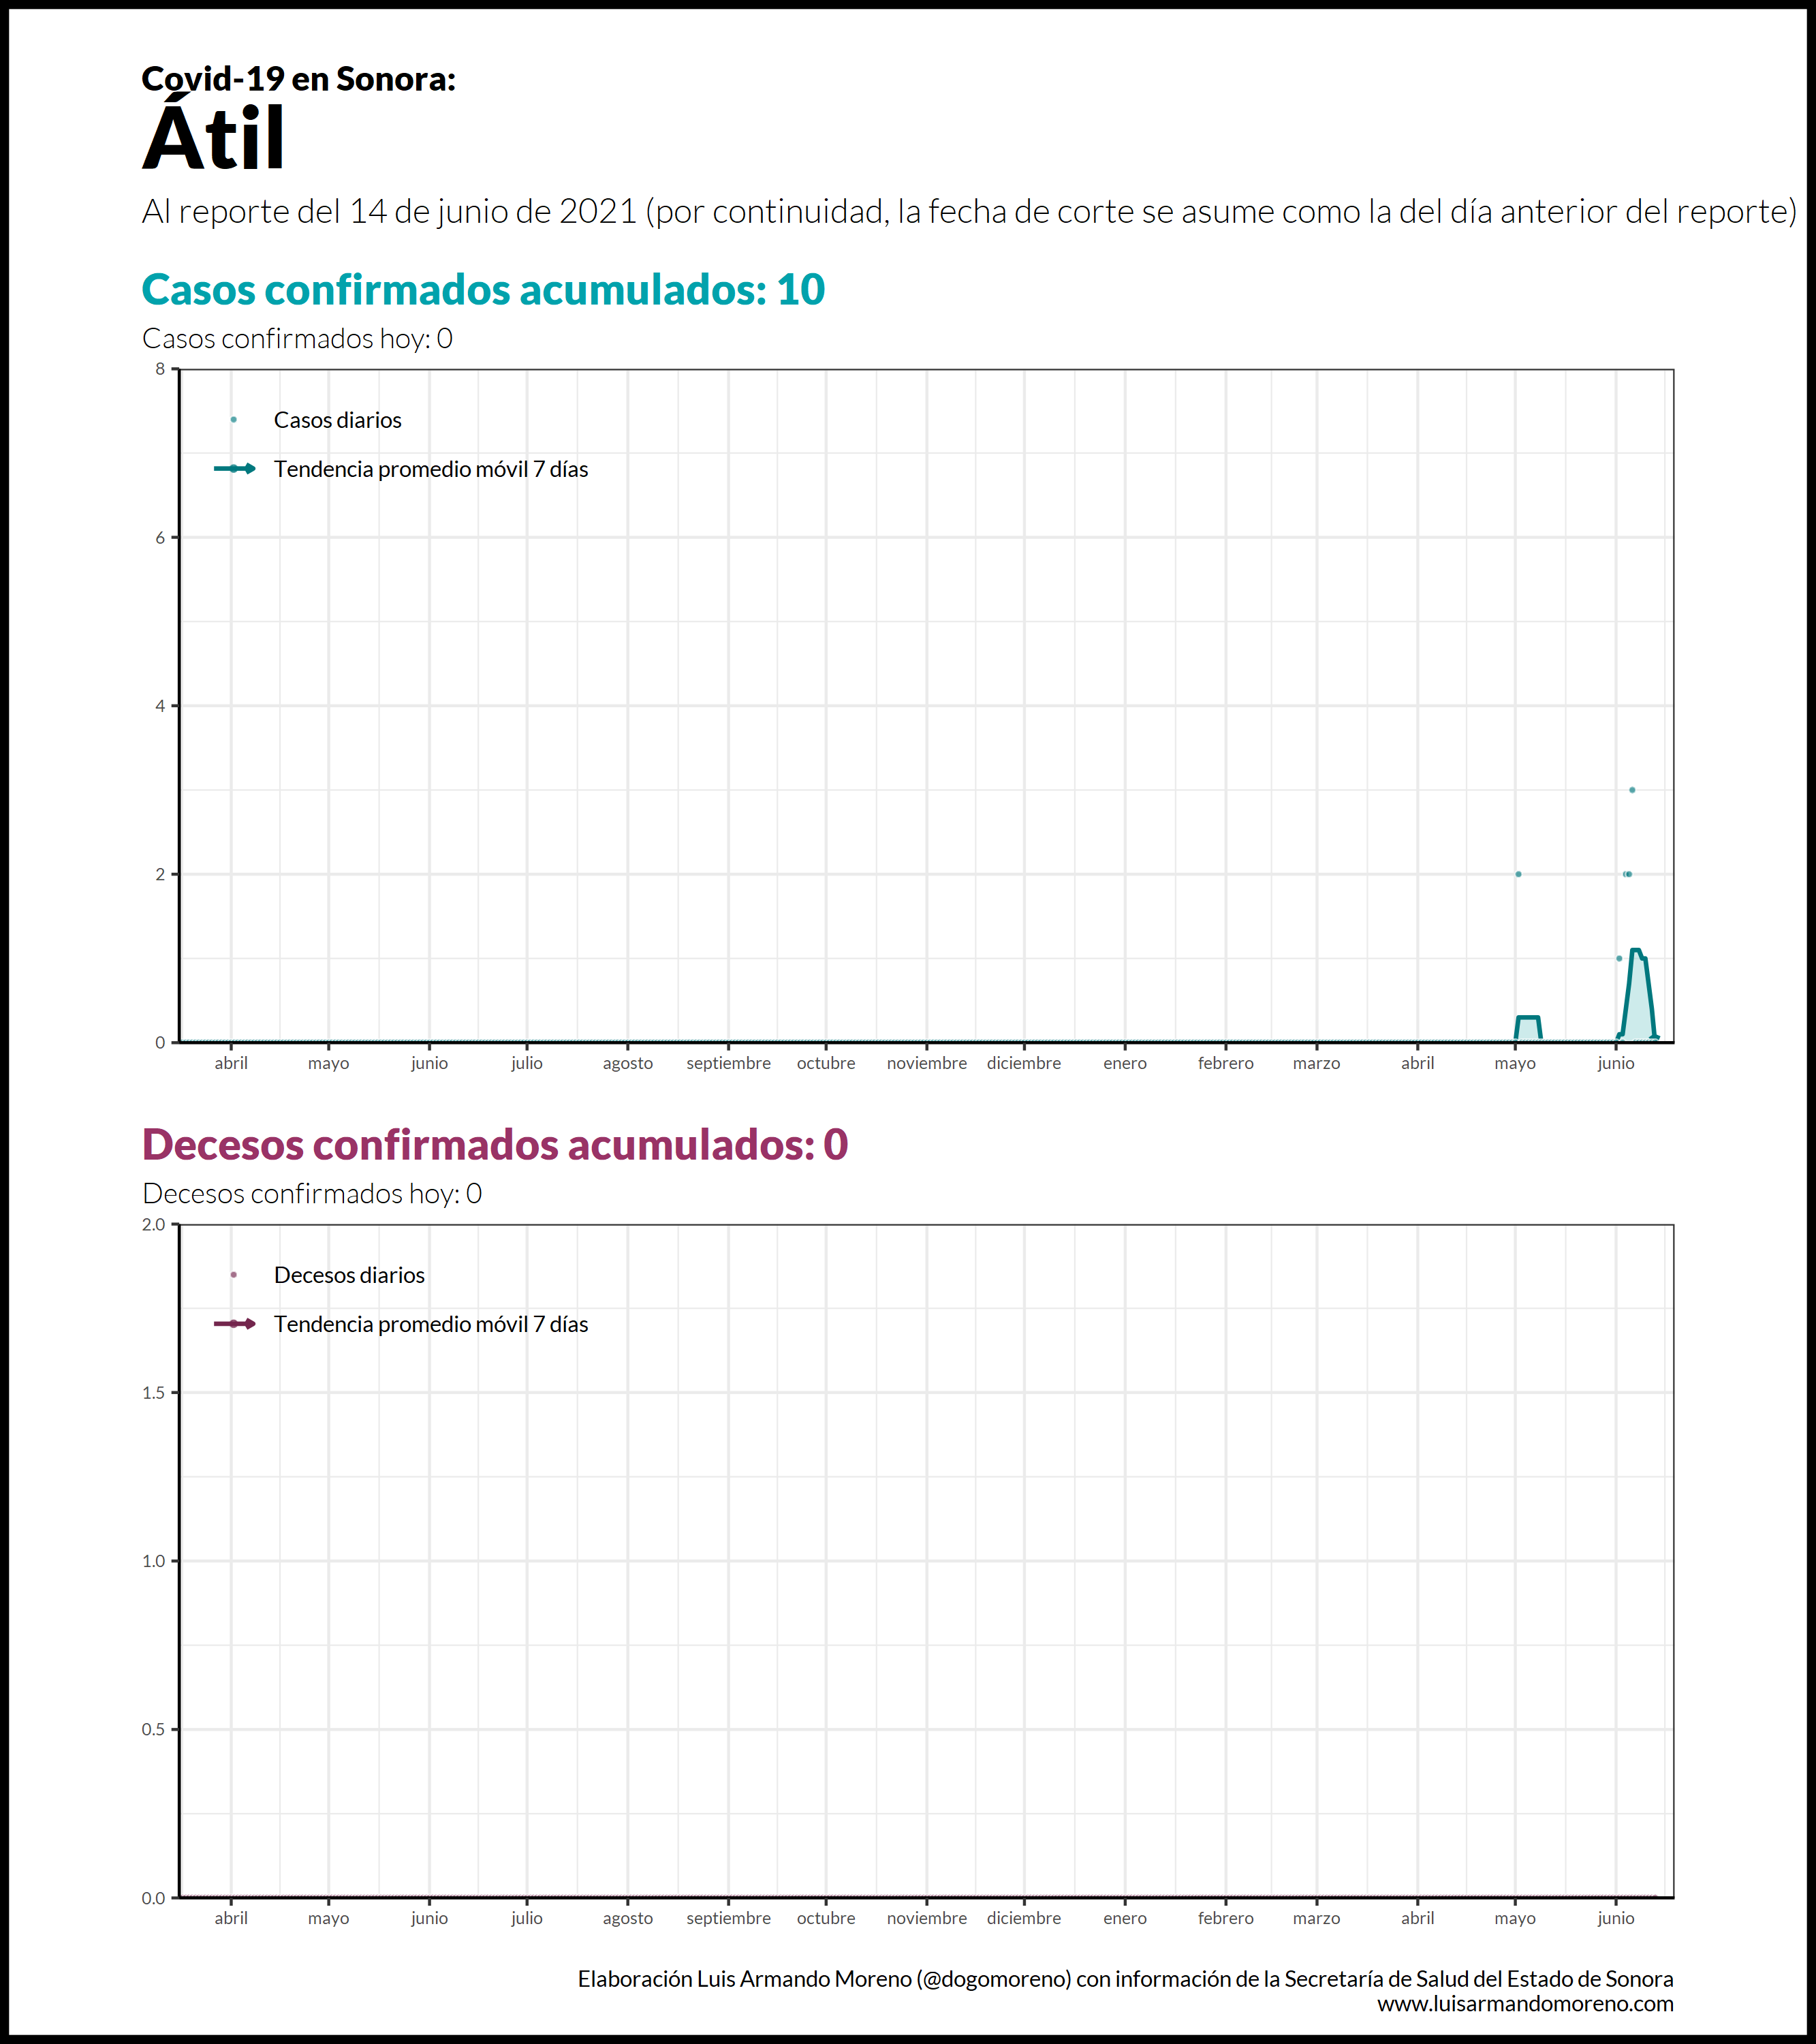 Covid-19 en Sonora:
Átil
Al reporte del 14 de junio de 2021 (por continuidad, la fecha de corte se asume como la del día anterior del reporte)
Casos confirmados acumulados: 10
Casos confirmados hoy: 0
8
Casos diarios
Tendencia promedio móvil 7 días
6
4
2
0
abril mayo junio julio agosto septiembre octubre noviembre diciembre enero febrero marzo abril mayo junio
Decesos confirmados acumulados: 0
Decesos confirmados hoy: 0
2.0
Decesos diarios
Tendencia promedio móvil 7 días
1.5
1.0
0.5
0.0
abril mayo junio julio agosto septiembre octubre noviembre diciembre enero febrero marzo abril mayo junio
Elaboración Luis Armando Moreno (@dogomoreno) con información de la Secretaría de Salud del Estado de Sonora
www.luisarmandomoreno.com